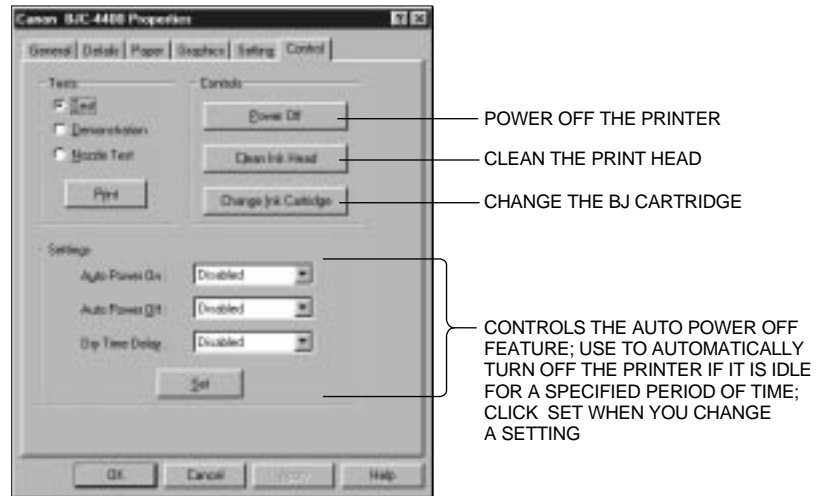 Canon BJC-4400 Properties
General Details Paper Graphics Setting Control
Tests
Controls
Text
Demonstration
Nozzle Test
Print
Power Off
Clean Ink Head
Change Ink Cartridge
POWER OFF THE PRINTER
CLEAN THE PRINT HEAD
CHANGE THE BJ CARTRIDGE
Settings
Auto Power On: Disabled
Auto Power Off: Disabled
Dry Time Delay: Disabled
Set
CONTROLS THE AUTO POWER OFF
FEATURE; USE TO AUTOMATICALLY
TURN OFF THE PRINTER IF IT IS IDLE
FOR A SPECIFIED PERIOD OF TIME;
CLICK SET WHEN YOU CHANGE
A SETTING
OK Cancel Apply Help